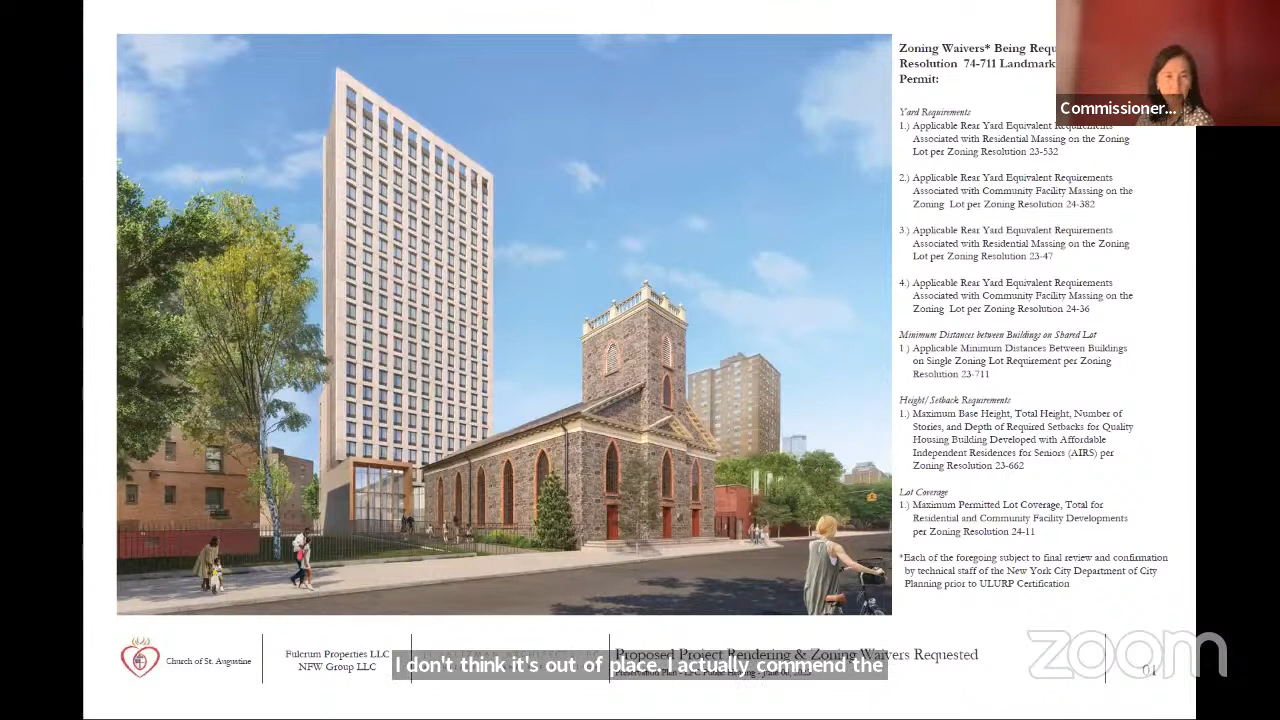 Zoning Waivers* Being Requ
Resolution 74-711 Landmark
Permit:
Commissioner...
Yard Requirements
1.) Applicable Rear Yard Equivalent Requirements
Associated with Residential Massing on the Zoning
Lot per Zoning Resolution 23-532
2.) Applicable Rear Yard Equivalent Requirements
Associated with Community Facility Massing on the
Zoning Lot per Zoning Resolution 24-382
3.) Applicable Rear Yard Equivalent Requirements
Associated with Residential Massing on the Zoning
Lot per Zoning Resolution 23-47
4.) Applicable Rear Yard Equivalent Requirements
Associated with Community Facility Massing on the
Zoning Lot per Zoning Resolution 24-36
Minimum Distances between Buildings on Shared Lot
1.) Applicable Minimum Distances Between Buildings
on Single Zoning Lot Requirement per Zoning
Resolution 23-711
Height/Setback Requirements
1.) Maximum Base Height, Total Height, Number of
Stories, and Depth of Required Setbacks for Quality
Housing Building Developed with Affordable
Independent Residences for Seniors (AIRS) per
Zoning Resolution 23-662
Lot Coverage
1.) Maximum Permitted Lot Coverage, Total for
Residential and Community Facility Developments
per Zoning Resolution 24-11
*Each of the foregoing subject to final review and confirmation
by technical staff of the New York City Department of City
Planning prior to ULURP Certification
Church of St. Augustine
Fulcrum Properties LLC
NFW Group LLC
Proposed Project Rendering & Zoning Waivers Requested
I don't think it's out of place. I actually commend the
Preservation Plan - LPC Public Hearing -
zoom
01